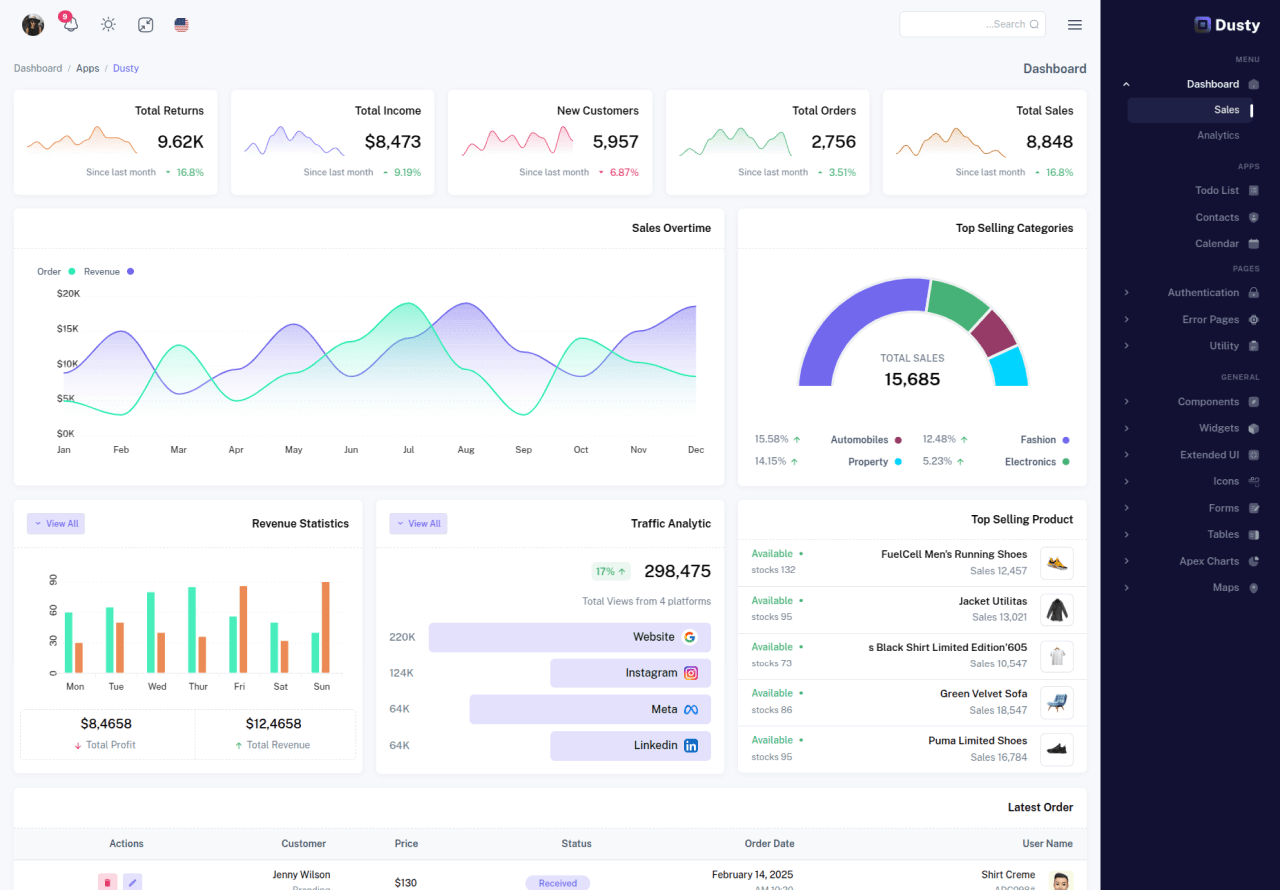 9
Search...
Dusty
MENU
Dashboard
Sales
Analytics
APPS
Todo List
Contacts
Calendar
PAGES
Authentication
Error Pages
Utility
GENERAL
Components
Widgets
Extended UI
Icons
Forms
Tables
Apex Charts
Maps
Dashboard / Apps / Dusty
Dashboard
Total Returns
9.62K
Since last month 16.8%
Total Income
$8,473
Since last month 9.19%
New Customers
5,957
Since last month 6.87%
Total Orders
2,756
Since last month 3.51%
Total Sales
8,848
Since last month 16.8%
Sales Overtime
Order Revenue
$20K
$15K
$10K
$5K
$0K
Jan Feb Mar Apr May Jun Jul Aug Sep Oct Nov Dec
Top Selling Categories
TOTAL SALES
15,685
15.58% Automobiles 12.48% Fashion
14.15% Property 5.23% Electronics
View All Revenue Statistics
90
60
30
0
Mon Tue Wed Thur Fri Sat Sun
$8,4658 $12,4658
Total Profit Total Revenue
View All Traffic Analytic
17% 298,475
Total Views from 4 platforms
220K Website
124K Instagram
64K Meta
64K Linkedin
Top Selling Product
Available FuelCell Men's Running Shoes
stocks 132 Sales 12,457
Available Jacket Utilitas
stocks 95 Sales 13,021
Available s Black Shirt Limited Edition'605
stocks 73 Sales 10,547
Available Green Velvet Sofa
stocks 86 Sales 18,547
Available Puma Limited Shoes
stocks 95 Sales 16,784
Latest Order
Actions Customer Price Status Order Date User Name
Jenny Wilson $130 Received February 14, 2025 Shirt Creme